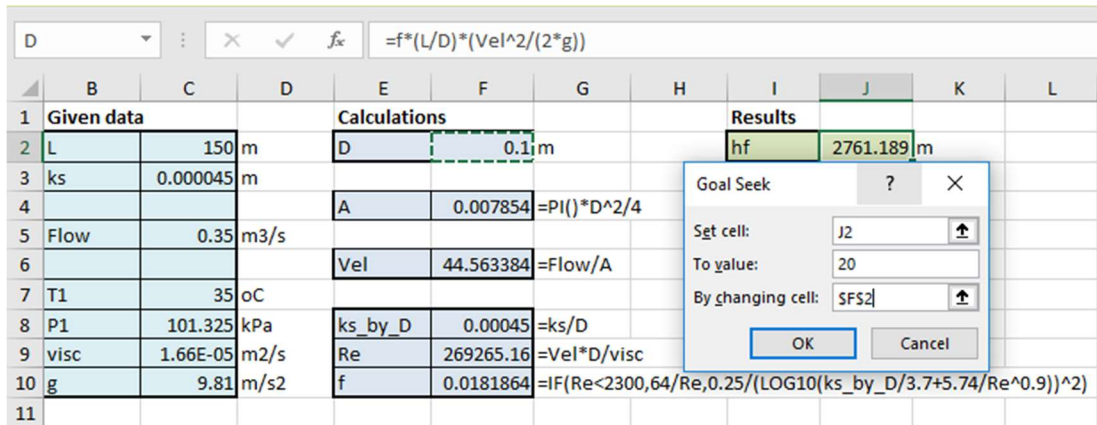 D fx =f*(L/D)*(Vel^2/(2*g))
B C D E F G H I J K L
1 Given data Calculations Results
2 L 150 m D 0.1 m hf 2761.189 m
3 ks 0.000045 m
4 A 0.007854 =PI()*D^2/4
5 Flow 0.35 m3/s
6 Vel 44.563384 =Flow/A
7 T1 35 oC
8 P1 101.325 kPa ks_by_D 0.00045 =ks/D
9 visc 1.66E-05 m2/s Re 269265.16 =Vel*D/visc
10 g 9.81 m/s2 f 0.0181864 =IF(Re<2300,64/Re,0.25/(LOG10(ks_by_D/3.7+5.74/Re^0.9))^2)
11
Goal Seek ?
Set cell: J2
To value: 20
By changing cell: $F$2
OK Cancel